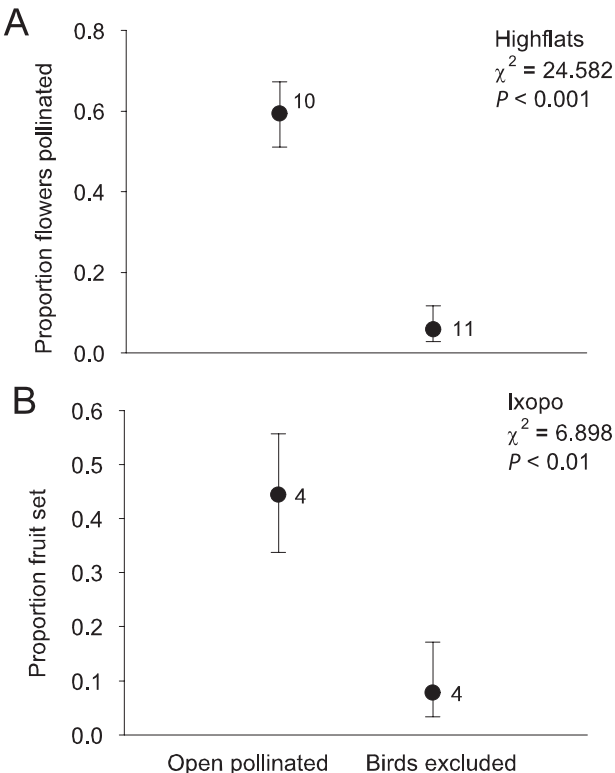 A
Highflats
χ² = 24.582
P < 0.001
Proportion flowers pollinated
0.8
0.6
0.4
0.2
0.0
10
11
B
Ixopo
χ² = 6.898
P < 0.01
Proportion fruit set
0.6
0.5
0.4
0.3
0.2
0.1
0.0
4
4
Open pollinated Birds excluded